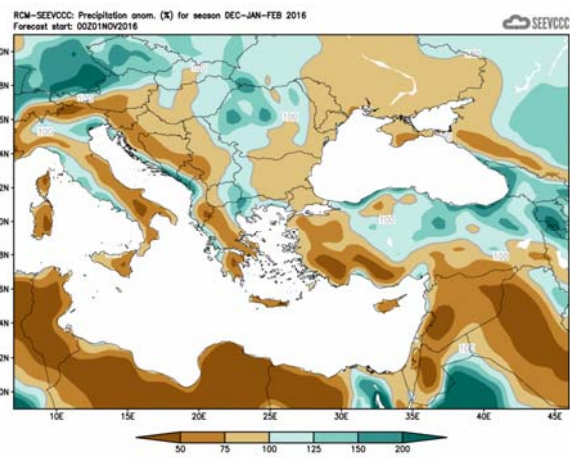 RCM-SEEVCCC: Precipitation anom. (%) for season DEC-JAN-FEB 2016
Forecast start: 00Z01NOV2016
SEEVCCC
100
100
100
100
100
100
10E 15E 20E 25E 30E 35E 40E 45E
50 75 100 125 150 200